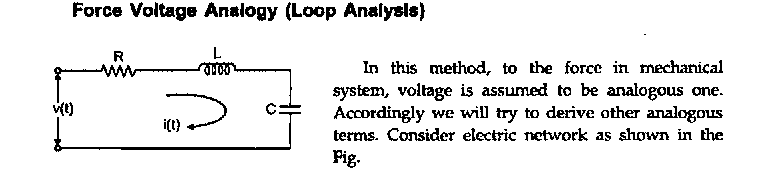 Force Voltage Analogy (Loop Analysis)
R
L
v(t)
i(t)
C
In this method, to the force in mechanical
system, voltage is assumed to be analogous one.
Accordingly we will try to derive other analogous
terms. Consider electric network as shown in the
Fig.